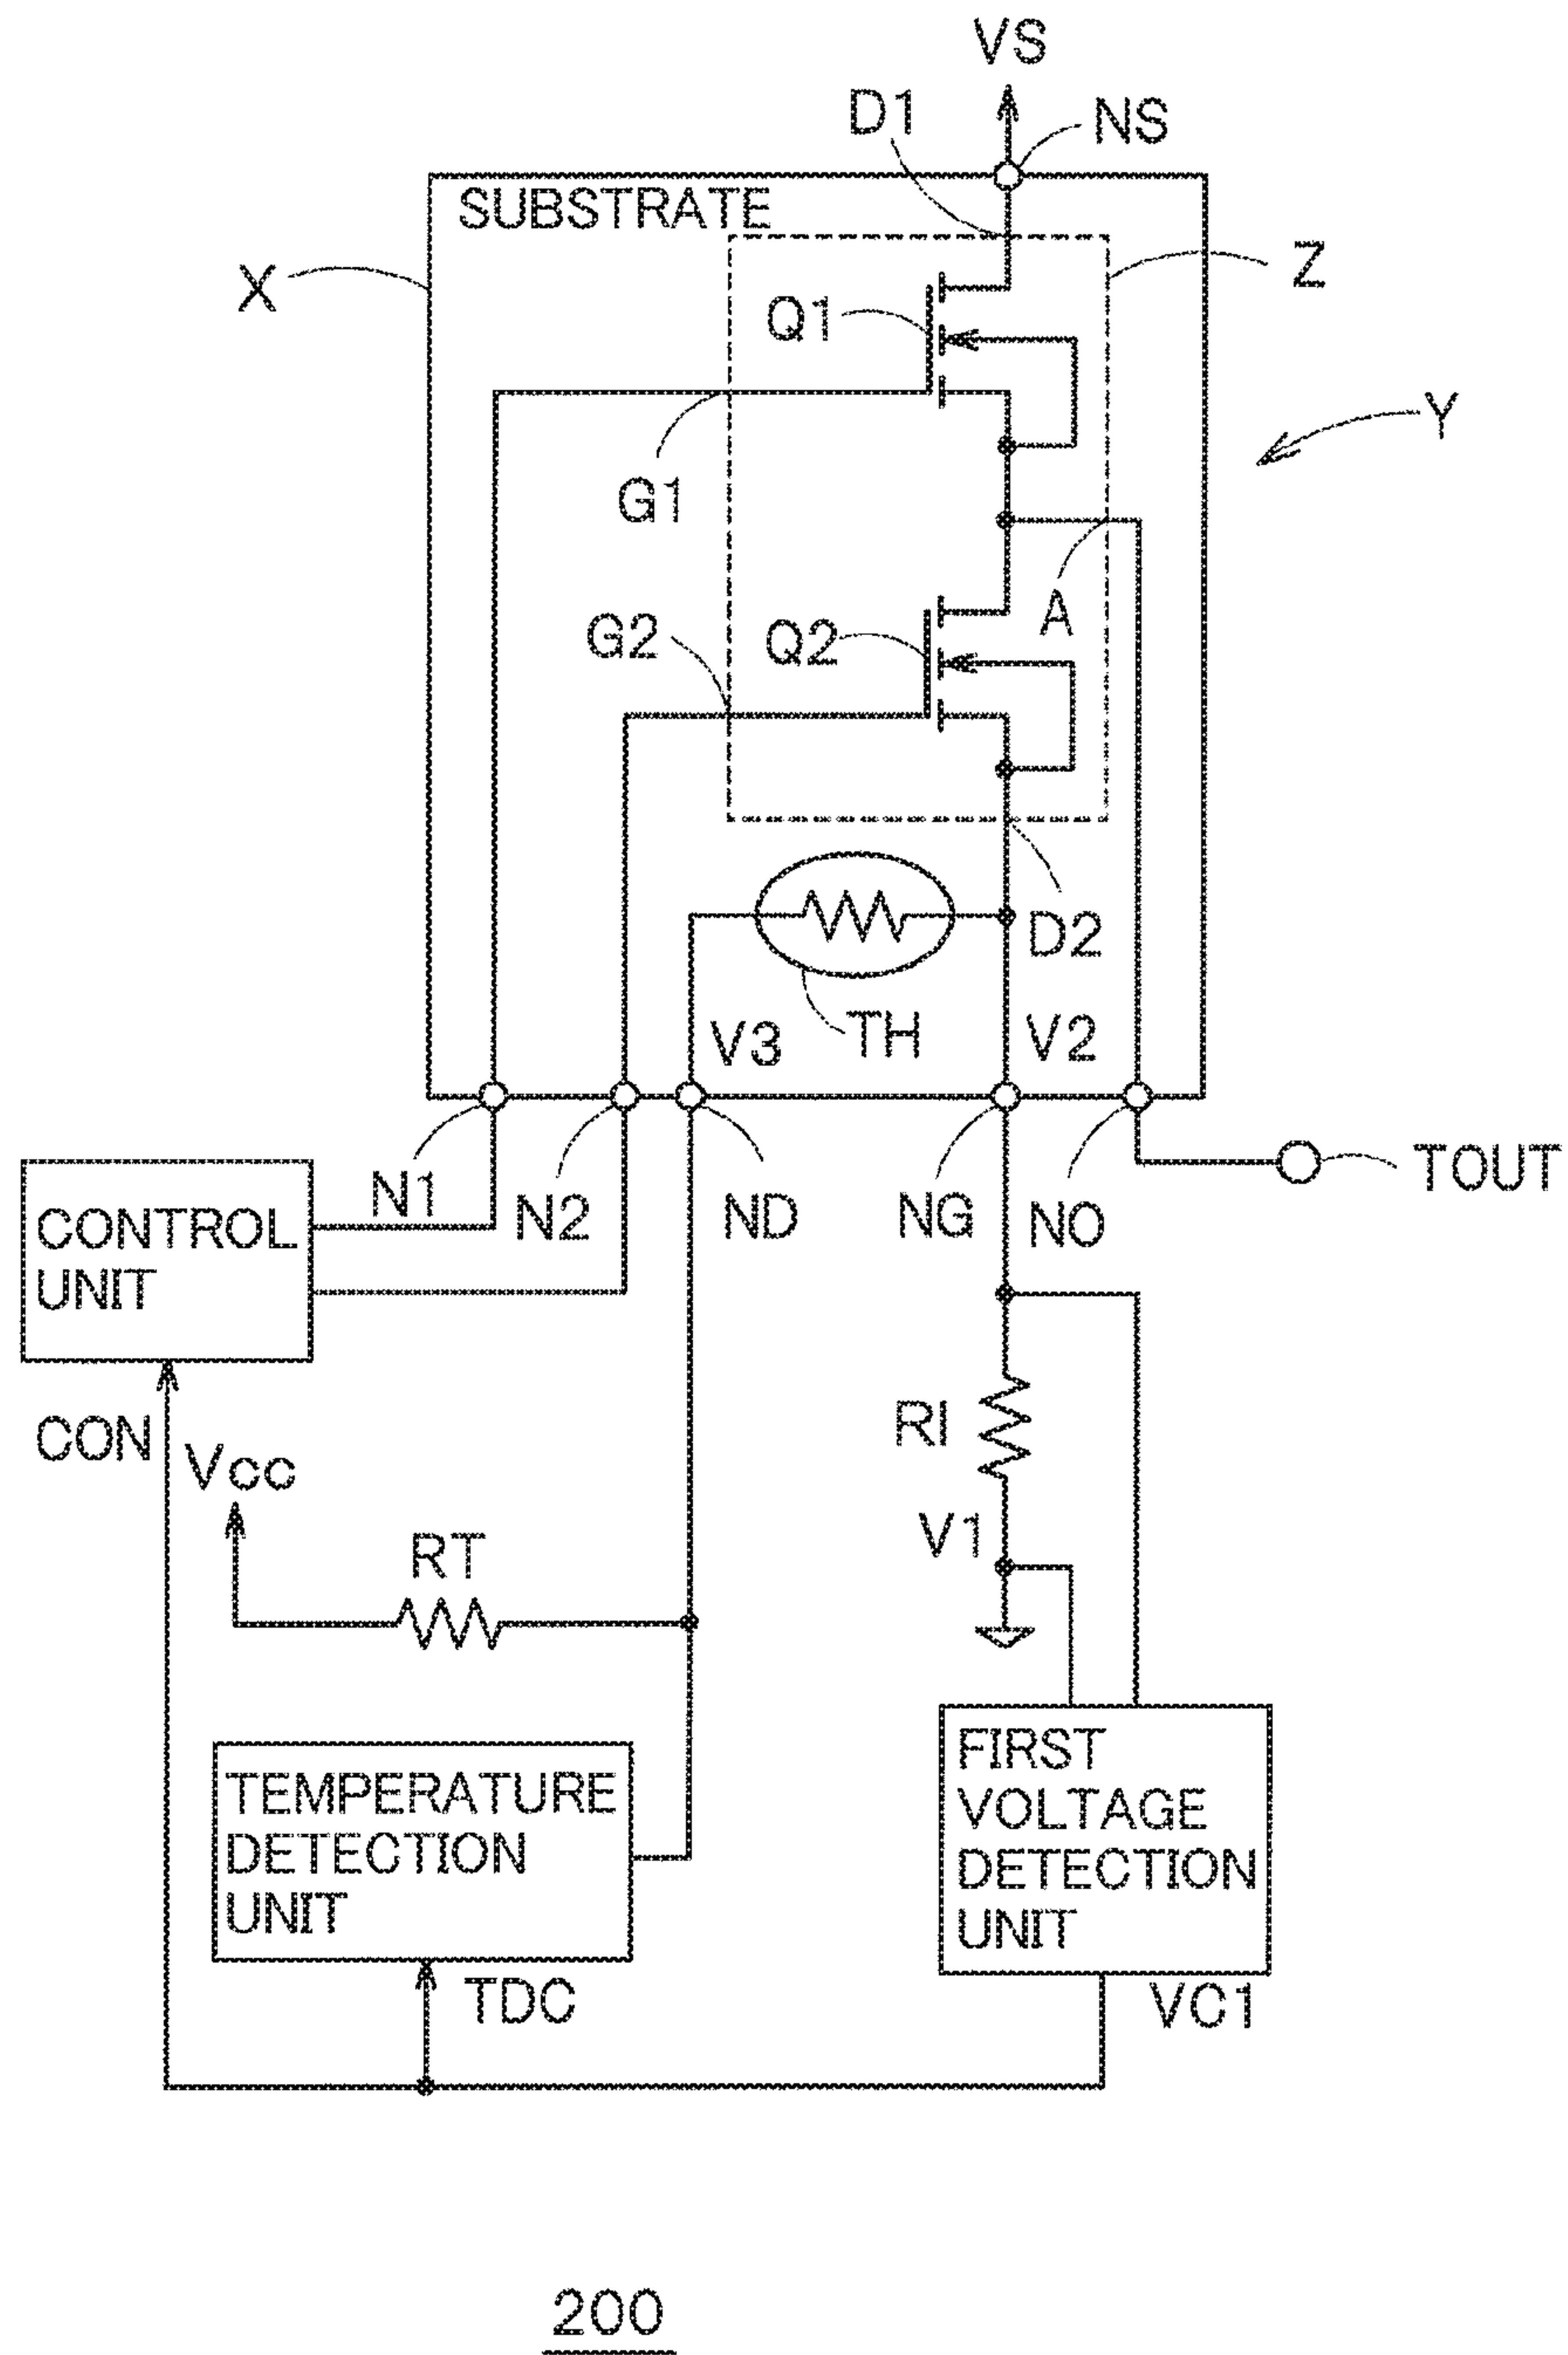 VS
D1
NS
SUBSTRATE
X
Z
Q1
Y
G1
A
G2
Q2
D2
V3
TH
V2
N1
N2
ND
NG
NO
TOUT
CONTROL
UNIT
CON
Vcc
RI
RT
V1
TEMPERATURE
DETECTION
UNIT
FIRST
VOLTAGE
DETECTION
UNIT
TDC
VC1
200